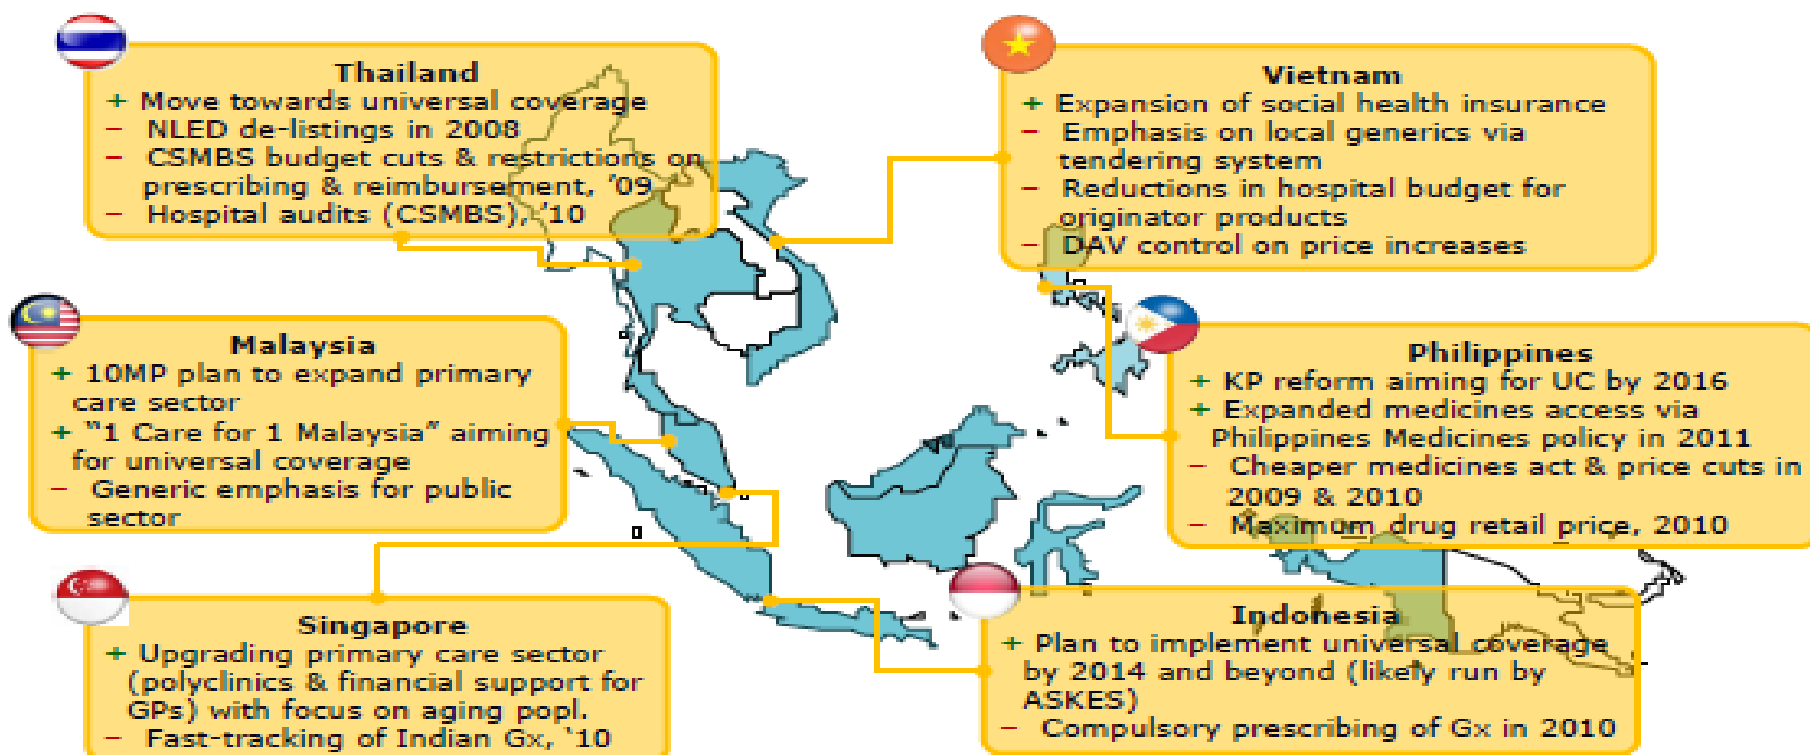 Thailand
+ Move towards universal coverage
– NLED de-listings in 2008
– CSMBS budget cuts & restrictions on
prescribing & reimbursement, ’09
– Hospital audits (CSMBS), ’10
Vietnam
+ Expansion of social health insurance
– Emphasis on local generics via
tendering system
– Reductions in hospital budget for
originator products
– DAV control on price increases
Malaysia
+ 10MP plan to expand primary
care sector
+ “1 Care for 1 Malaysia” aiming
for universal coverage
– Generic emphasis for public
sector
Philippines
+ KP reform aiming for UC by 2016
+ Expanded medicines access via
Philippines Medicines policy in 2011
– Cheaper medicines act & price cuts in
2009 & 2010
– Maximum drug retail price, 2010
Singapore
+ Upgrading primary care sector
(polyclinics & financial support for
GPs) with focus on aging popl.
– Fast-tracking of Indian Gx, ‘10
Indonesia
+ Plan to implement universal coverage
by 2014 and beyond (likely run by
ASKES)
– Compulsory prescribing of Gx in 2010